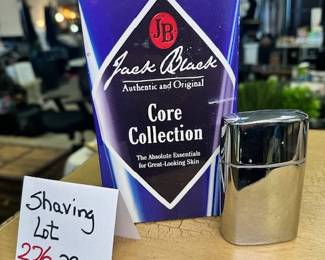 JB
Jack Black
Authentic and Original
Core
Collection
The Absolute Essentials
for Great-Looking Skin
Shaving
Lot